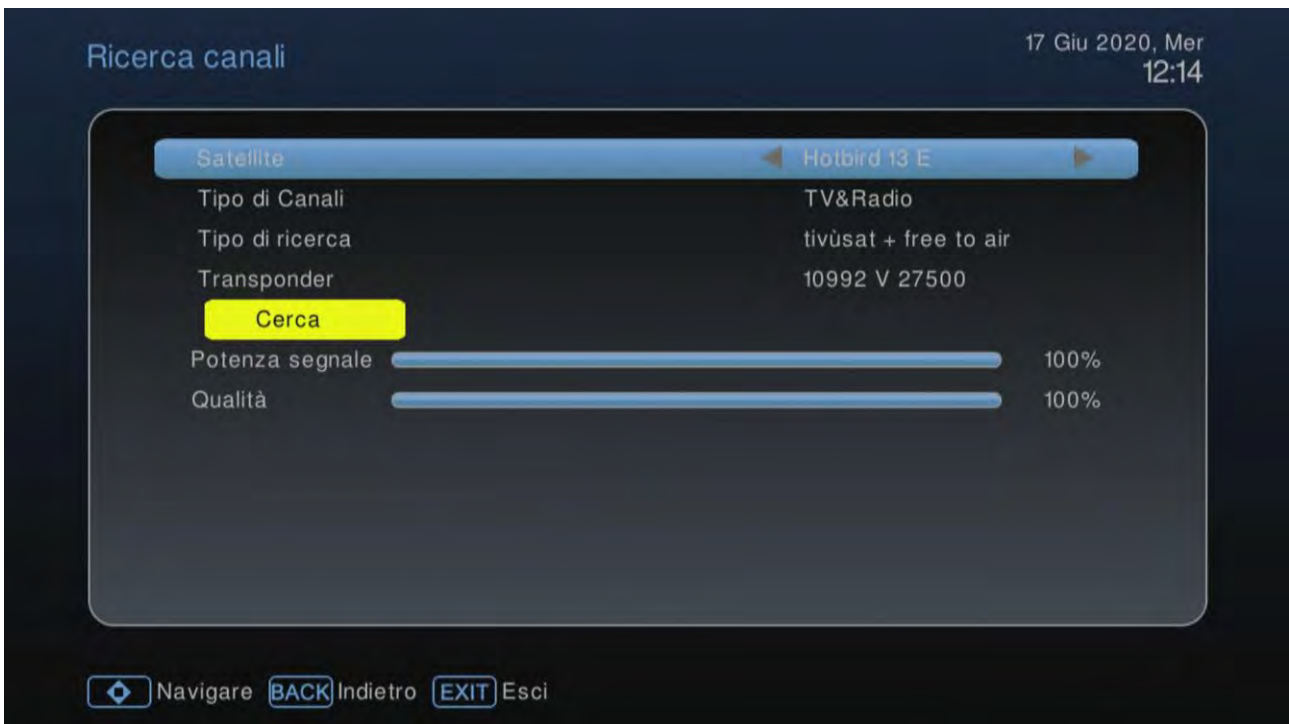 Ricerca canali
17 Giu 2020, Mer
12:14
Satellite Hotbird 13 E
Tipo di Canali TV&Radio
Tipo di ricerca tivùsat + free to air
Transponder 10992 V 27500
Cerca
Potenza segnale 100%
Qualità 100%
Navigare BACK Indietro EXIT Esci